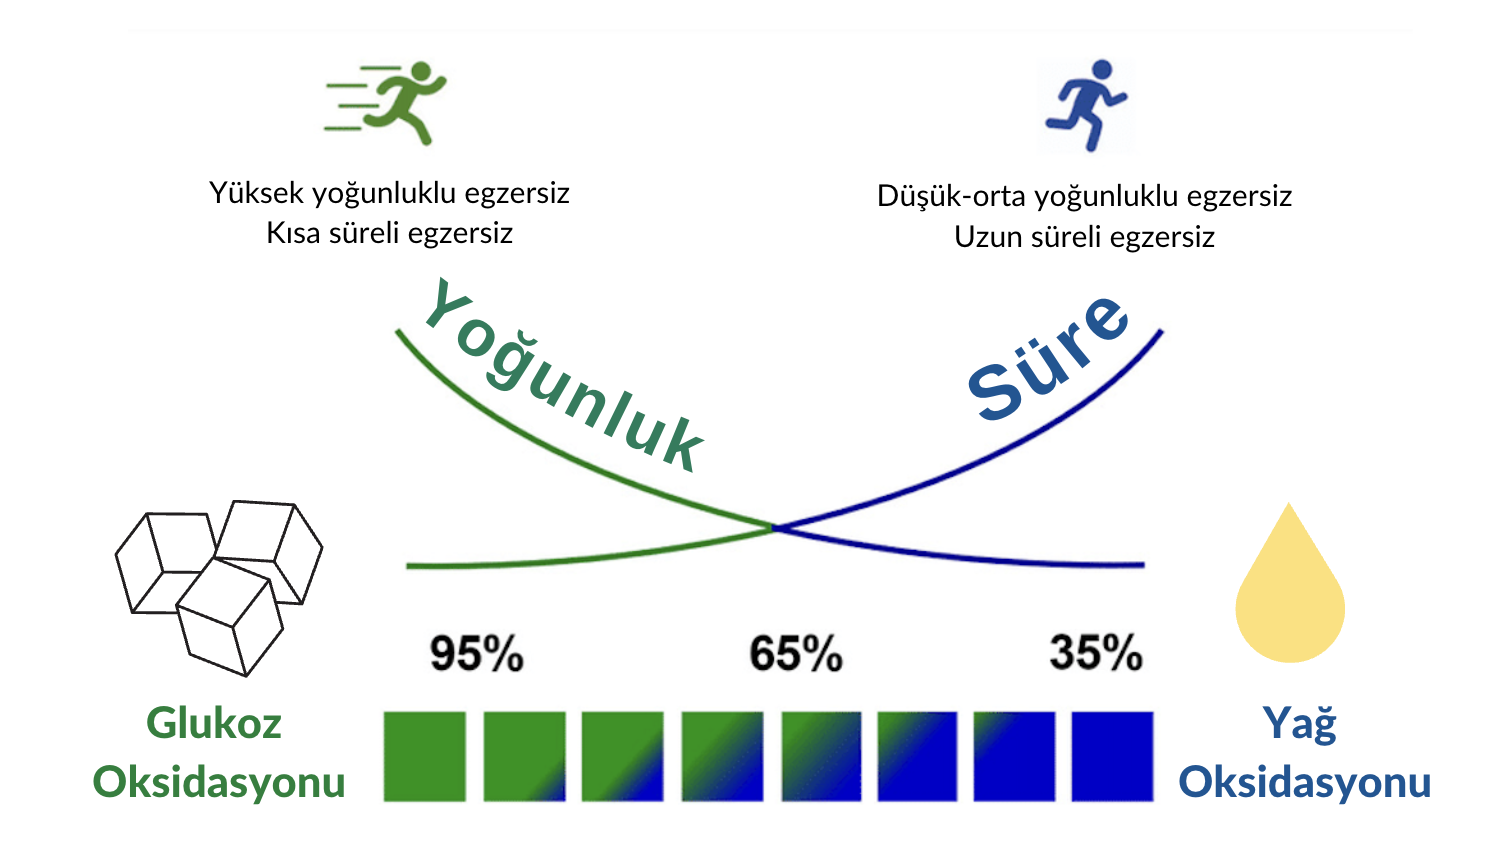 Yüksek yoğunluklu egzersiz
Kısa süreli egzersiz
Düşük-orta yoğunluklu egzersiz
Uzun süreli egzersiz
Yoğunluk
Süre
95%
65%
35%
Glukoz
Oksidasyonu
Yağ
Oksidasyonu